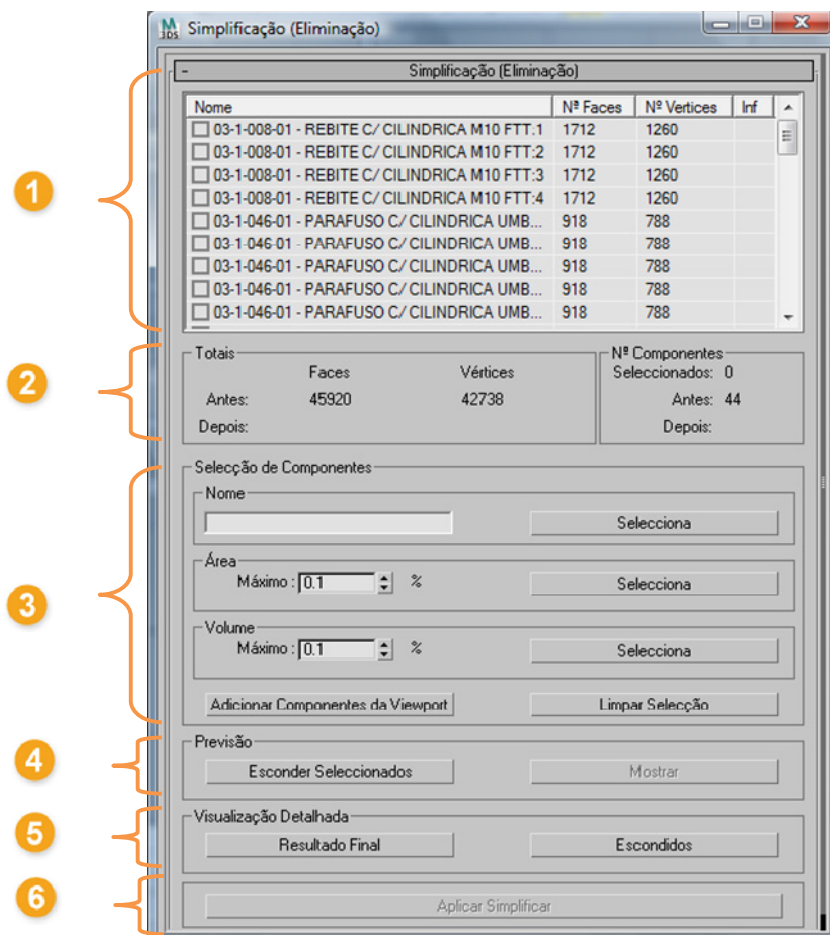 M
3DS
Simplificação (Eliminação)
- Simplificação (Eliminação)
Nome Nª Faces Nª Vertices Inf
03-1-008-01 - REBITE C/ CILINDRICA M10 FTT:1 1712 1260
03-1-008-01 - REBITE C/ CILINDRICA M10 FTT:2 1712 1260
03-1-008-01 - REBITE C/ CILINDRICA M10 FTT:3 1712 1260
03-1-008-01 - REBITE C/ CILINDRICA M10 FTT:4 1712 1260
03-1-046-01 - PARAFUSO C/ CILINDRICA UMB... 918 788
03-1-046-01 - PARAFUSO C/ CILINDRICA UMB... 918 788
03-1-046-01 - PARAFUSO C/ CILINDRICA UMB... 918 788
03-1-046-01 - PARAFUSO C/ CILINDRICA UMB... 918 788
03-1-046-01 - PARAFUSO C/ CILINDRICA UMB... 918 788
1
Totais
Faces Vértices
Antes: 45920 42738
Depois:
Nª Componentes
Seleccionados: 0
Antes: 44
Depois:
2
Selecção de Componentes
Nome
Selecciona
Área
Máximo : 0.1 % Selecciona
Volume
Máximo : 0.1 % Selecciona
Adicionar Componentes da Viewport Limpar Selecção
3
Previsão
Esconder Seleccionados Mostrar
4
Visualização Detalhada
Resultado Final Escondidos
5
Aplicar Simplificar
6